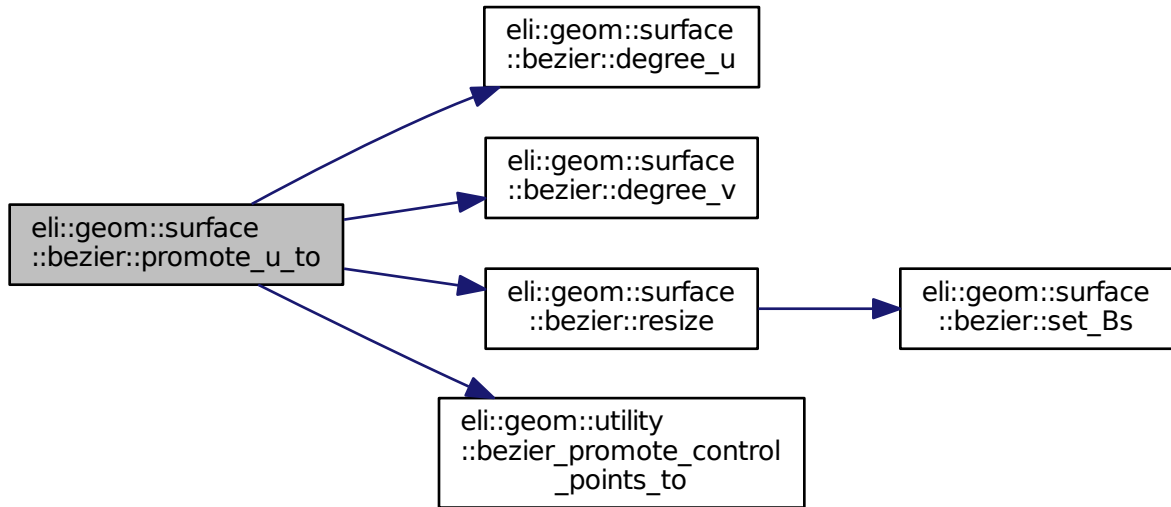 eli::geom::surface
::bezier::promote_u_to
eli::geom::surface
::bezier::degree_u
eli::geom::surface
::bezier::degree_v
eli::geom::surface
::bezier::resize
eli::geom::surface
::bezier::set_Bs
eli::geom::utility
::bezier_promote_control
_points_to